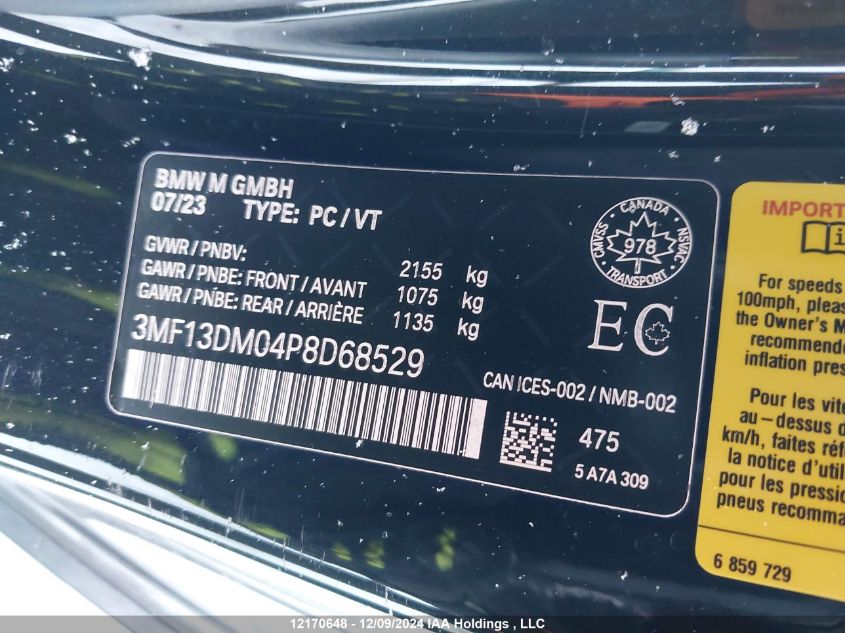 BMW M GMBH
07/23 TYPE: PC / VT
GVWR / PNBV: 2155 kg
GAWR / PNBE: FRONT / AVANT 1075 kg
GAWR / PNBE: REAR / ARRIÈRE 1135 kg
3MF13DM04P8D68529
CANADA
CMVSS 978 NSVAC
TRANSPORT
EC
CAN ICES-002 / NMB-002
475
5 A7A 309
IMPORT
i
For speeds
100mph, pleas
the Owner's M
recommende
inflation pres
Pour les vite
au-dessus d
km/h, faites réf
la notice d'util
pour les pressio
pneus recomma
6 859 729
12170648 - 12/09/2024 IAA Holdings , LLC